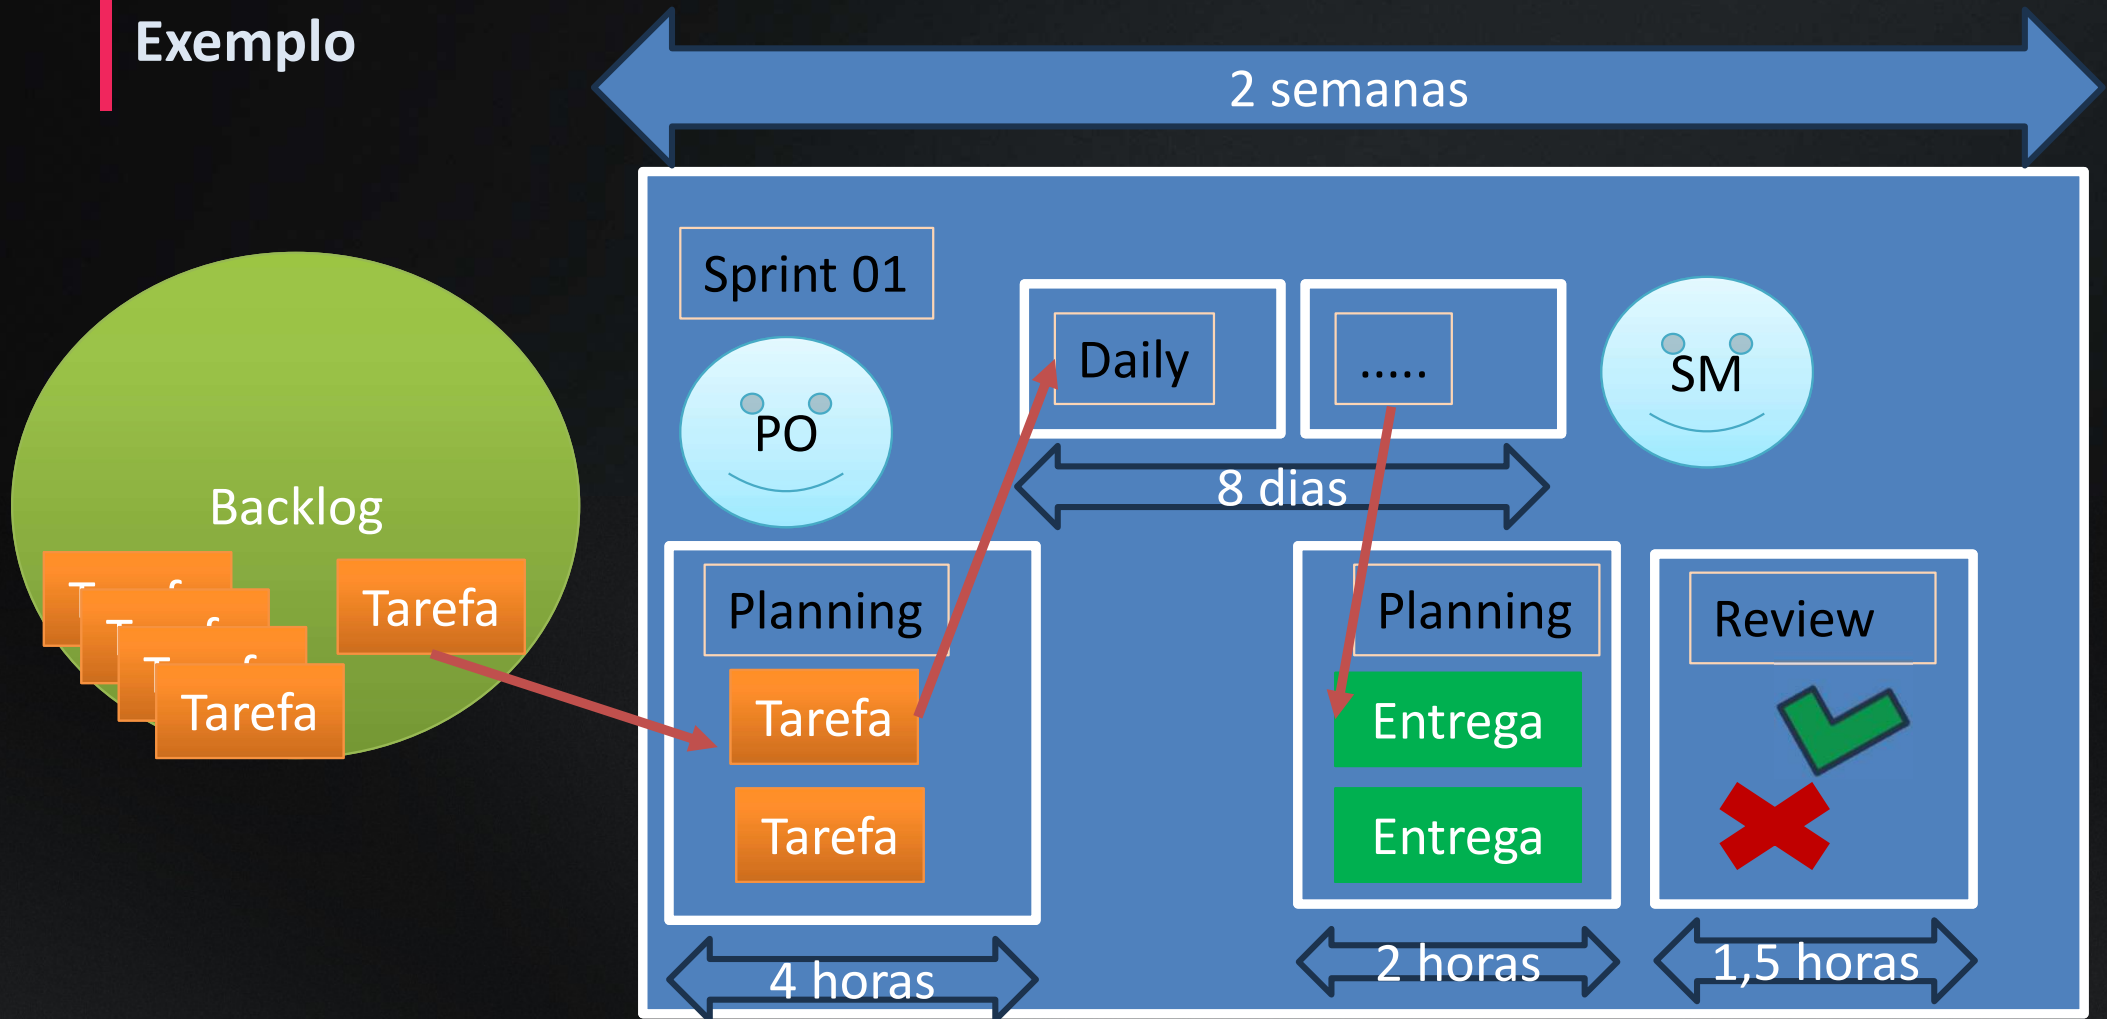 Exemplo
2 semanas
Sprint 01
Daily
.....
SM
PO
8 dias
Backlog
Tarefa
Tarefa
Planning
Tarefa
Tarefa
Planning
Entrega
Entrega
Review
4 horas
2 horas
1,5 horas